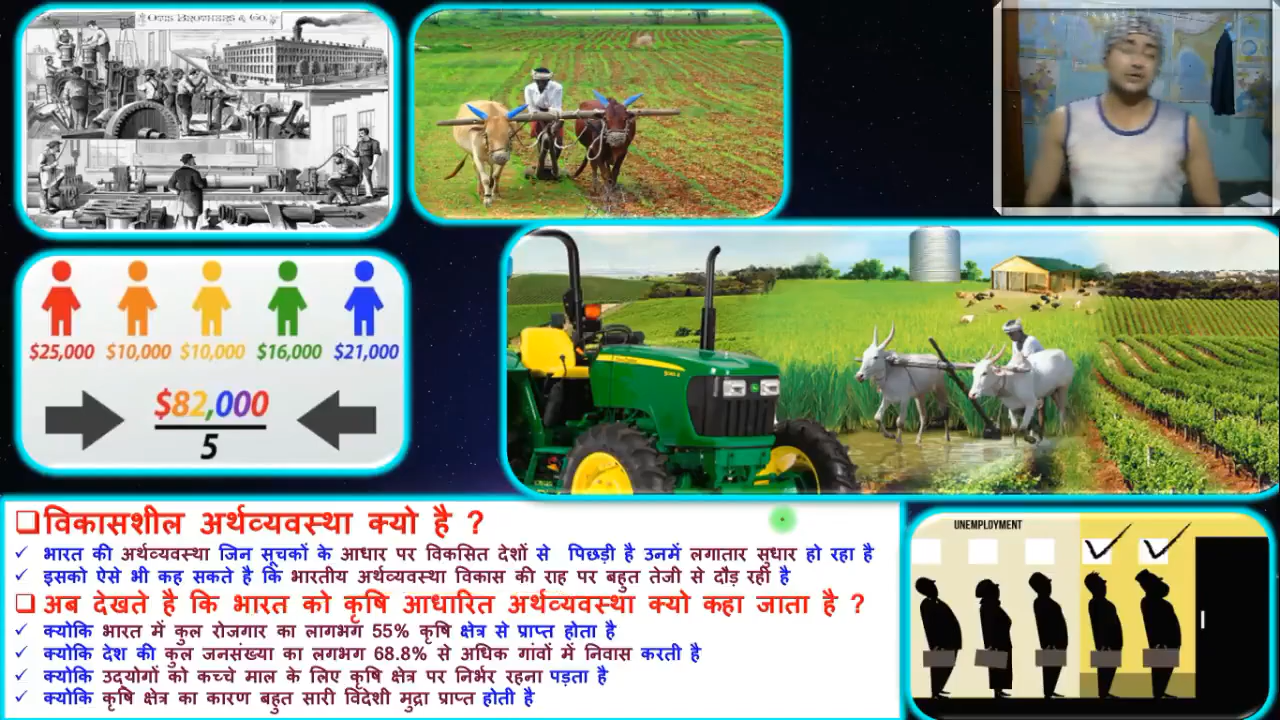 OTIS BROTHERS & CO.
$25,000 $10,000 $10,000 $16,000 $21,000
$82,000
5
❑विकासशील अर्थव्यवस्था क्यो है ?
✓ भारत की अर्थव्यवस्था जिन सूचकों के आधार पर विकसित देशों से पिछड़ी है उनमें लगातार सुधार हो रहा है
✓ इसको ऐसे भी कह सकते है कि भारतीय अर्थव्यवस्था विकास की राह पर बहुत तेजी से दौड़ रही है
❑ अब देखते है कि भारत को कृषि आधारित अर्थव्यवस्था क्यो कहा जाता है ?
✓ क्योकि भारत में कुल रोजगार का लागभग 55% कृषि क्षेत्र से प्राप्त होता है
✓ क्योकि देश की कुल जनसंख्या का लगभग 68.8% से अधिक गांवों में निवास करती है
✓ क्योकि उद्योगों को कच्चे माल के लिए कृषि क्षेत्र पर निर्भर रहना पड़ता है
✓ क्योकि कृषि क्षेत्र का कारण बहुत सारी विदेशी मुद्रा प्राप्त होती है
UNEMPLOYMENT